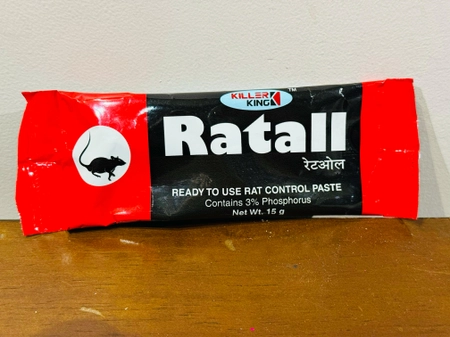 KILLER
KING
TM
Ratall
रेटओल
READY TO USE RAT CONTROL PASTE
Contains 3% Phosphorus
Net Wt. 15 g